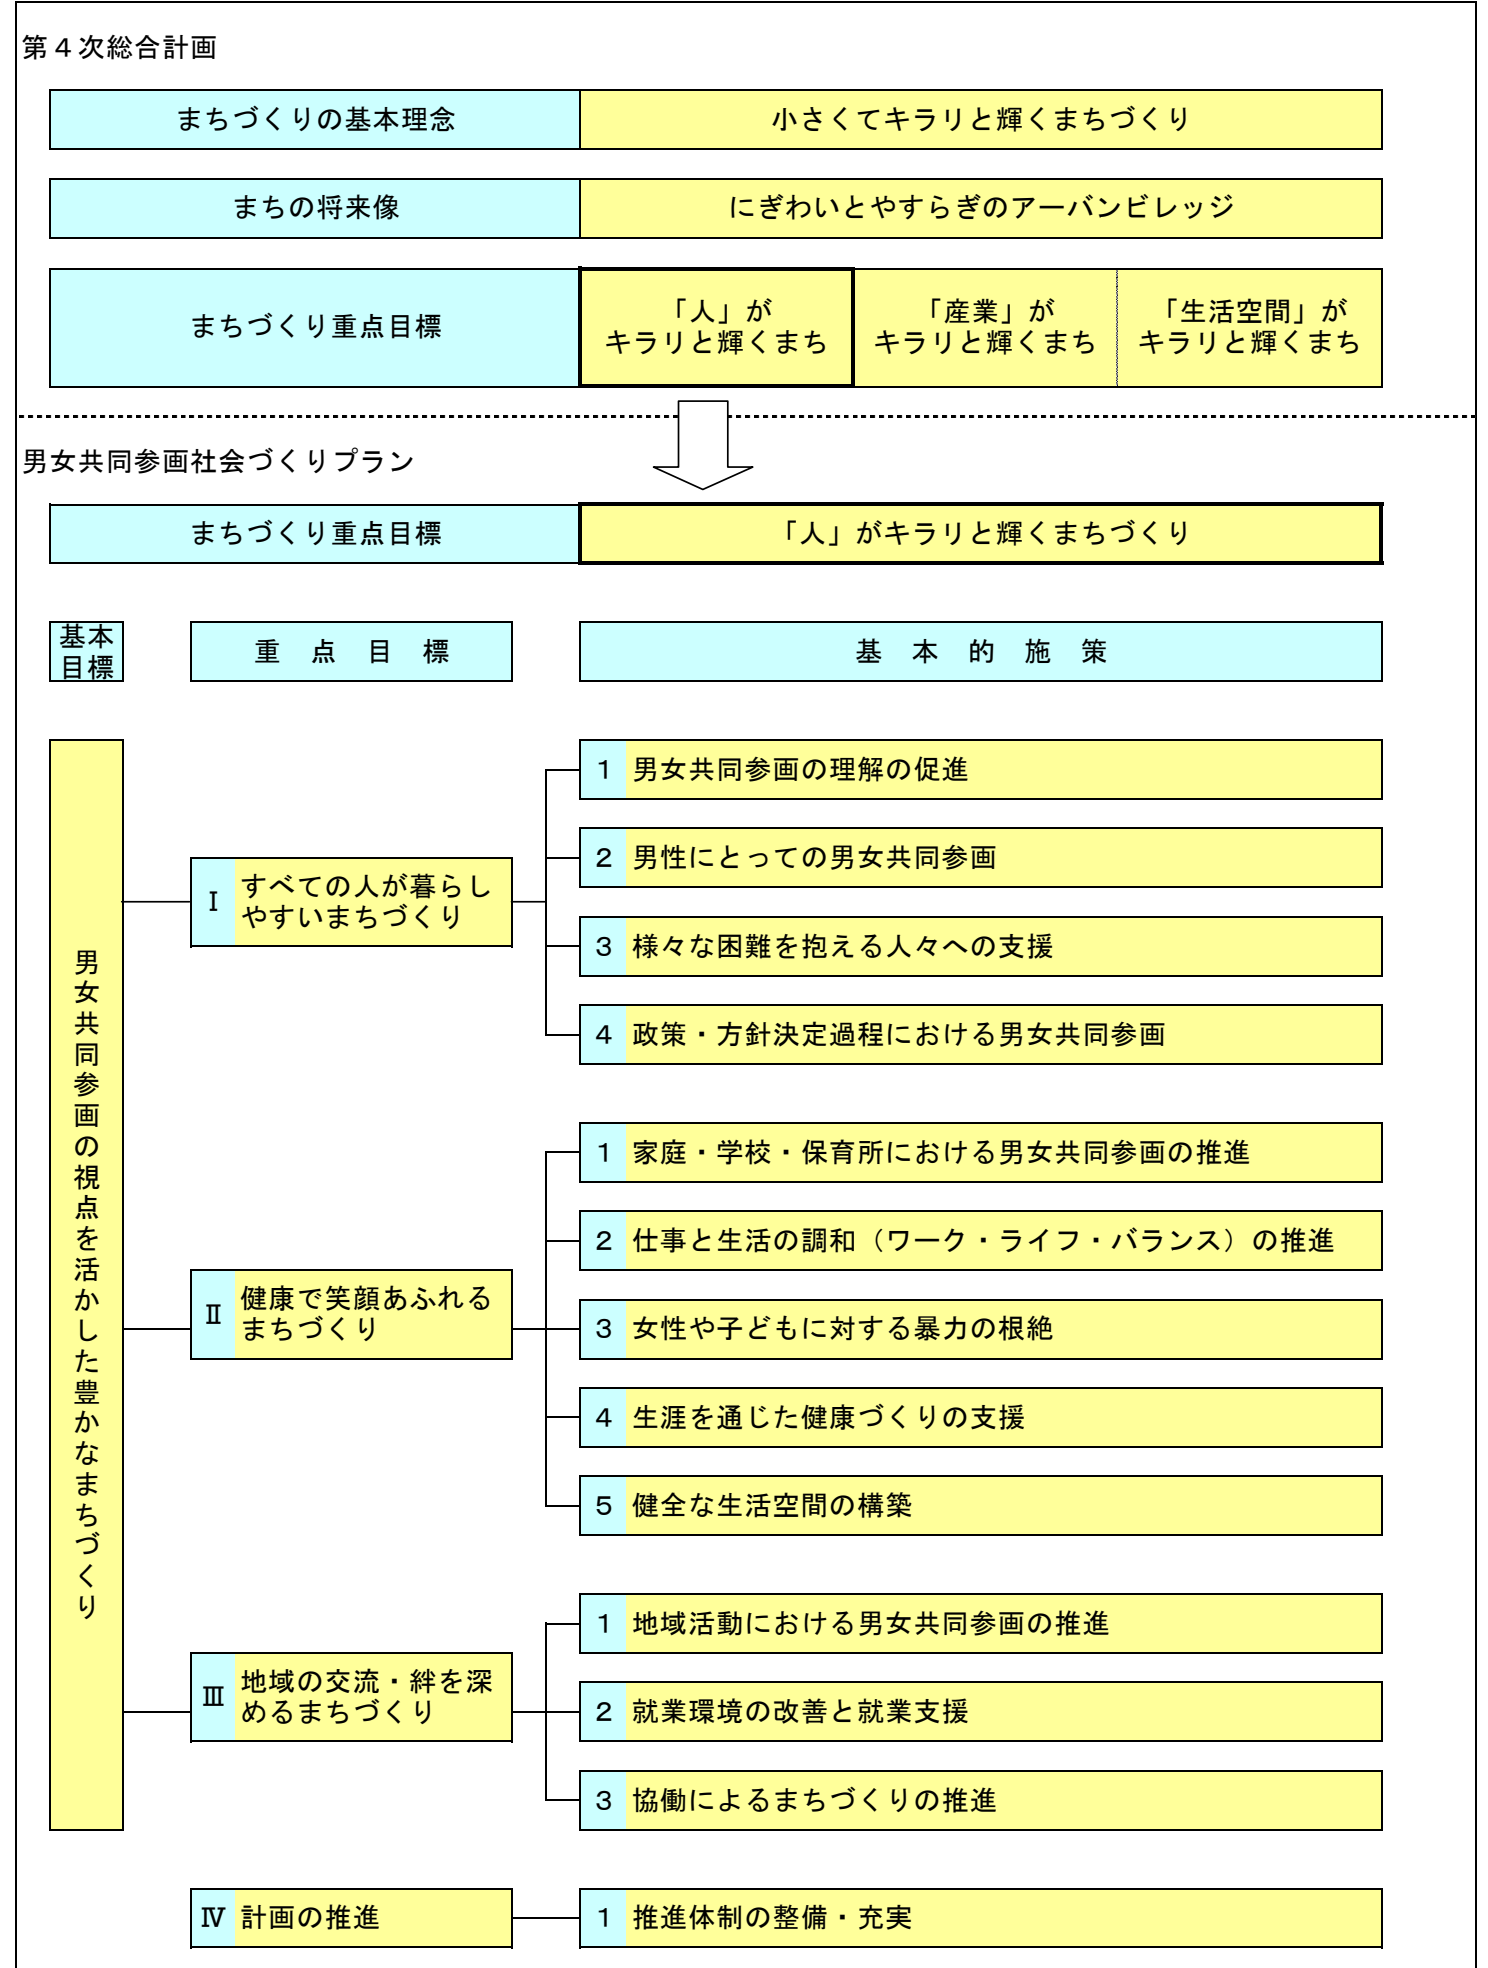 第４次総合計画
まちづくりの基本理念
小さくてキラリと輝くまちづくり
まちの将来像
にぎわいとやすらぎのアーバンビレッジ
まちづくり重点目標
「人」が
キラリと輝くまち
「産業」が
キラリと輝くまち
「生活空間」が
キラリと輝くまち
男女共同参画社会づくりプラン
まちづくり重点目標
「人」がキラリと輝くまちづくり
基本
目標
重　点　目　標
基　本　的　施　策
男女共同参画の視点を活かした豊かなまちづくり
Ⅰ
すべての人が暮らし
やすいまちづくり
１ 男女共同参画の理解の促進
２ 男性にとっての男女共同参画
３ 様々な困難を抱える人々への支援
４ 政策・方針決定過程における男女共同参画
Ⅱ
健康で笑顔あふれる
まちづくり
１ 家庭・学校・保育所における男女共同参画の推進
２ 仕事と生活の調和（ワーク・ライフ・バランス）の推進
３ 女性や子どもに対する暴力の根絶
４ 生涯を通じた健康づくりの支援
５ 健全な生活空間の構築
Ⅲ
地域の交流・絆を深
めるまちづくり
１ 地域活動における男女共同参画の推進
２ 就業環境の改善と就業支援
３ 協働によるまちづくりの推進
Ⅳ 計画の推進
１ 推進体制の整備・充実